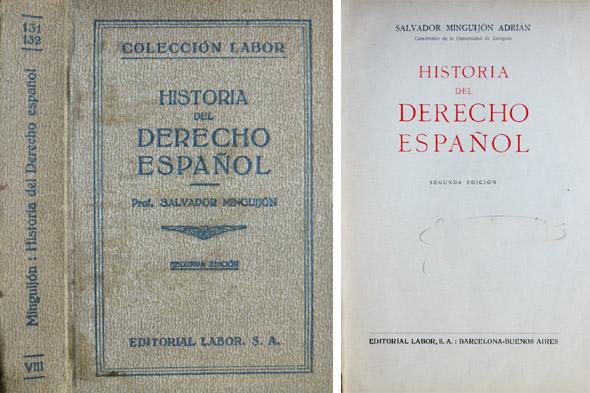 131
132
Minguijón : Historia del Derecho español
VIII
COLECCIÓN LABOR
HISTORIA
DEL
DERECHO
ESPAÑOL
Prof. SALVADOR MINGUIJÓN
SEGUNDA EDICIÓN
EDITORIAL LABOR, S. A.
SALVADOR MINGUIJÓN ADRIÁN
Catedrático de la Universidad de Zaragoza
HISTORIA
DEL
DERECHO
ESPAÑOL
SEGUNDA EDICIÓN
EDITORIAL LABOR, S. A. : BARCELONA-BUENOS AIRES